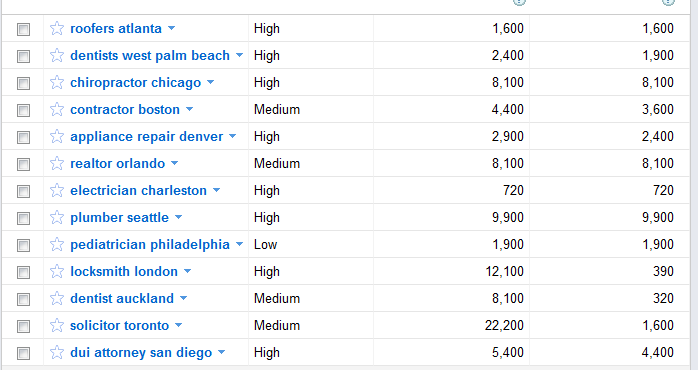 roofers atlanta High 1,600 1,600
dentists west palm beach High 2,400 1,900
chiropractor chicago High 8,100 8,100
contractor boston Medium 4,400 3,600
appliance repair denver High 2,900 2,400
realtor orlando Medium 8,100 8,100
electrician charleston High 720 720
plumber seattle High 9,900 9,900
pediatrician philadelphia Low 1,900 1,900
locksmith london High 12,100 390
dentist auckland Medium 8,100 320
solicitor toronto Medium 22,200 1,600
dui attorney san diego High 5,400 4,400